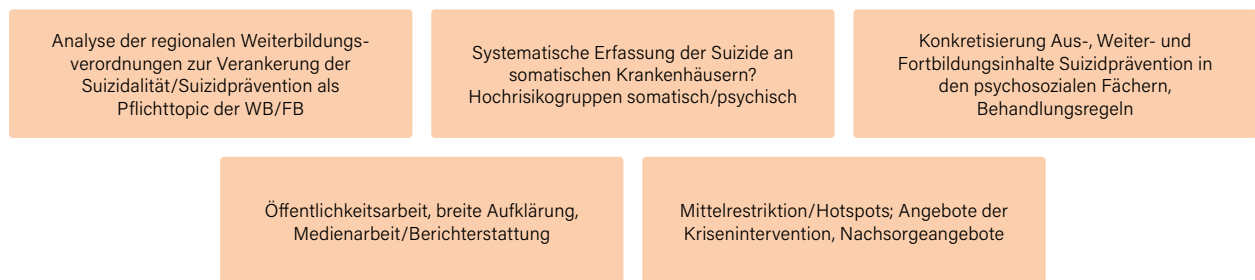 Analyse der regionalen Weiterbildungs-
verordnungen zur Verankerung der
Suizidalität/Suizidprävention als
Pflichttopic der WB/FB
Systematische Erfassung der Suizide an
somatischen Krankenhäusern?
Hochrisikogruppen somatisch/psychisch
Konkretisierung Aus-, Weiter- und
Fortbildungsinhalte Suizidprävention in
den psychosozialen Fächern,
Behandlungsregeln
Öffentlichkeitsarbeit, breite Aufklärung,
Medienarbeit/Berichterstattung
Mittelrestriktion/Hotspots; Angebote der
Krisenintervention, Nachsorgeangebote